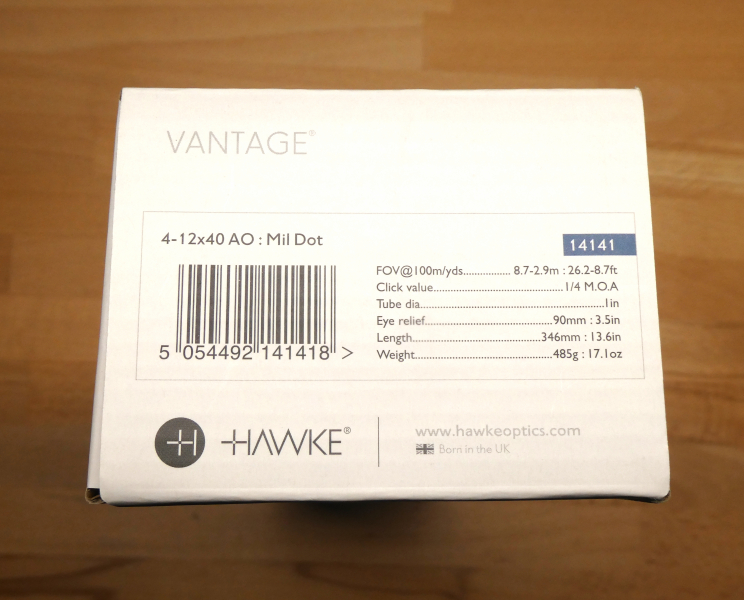 VANTAGE®
4-12x40 AO : Mil Dot
14141
FOV@100m/yds................. 8.7-2.9m : 26.2-8.7ft
Click value.....................................1/4 M.O.A
Tube dia....................................................1in
Eye relief....................................90mm : 3.5in
Length....................................346mm : 13.6in
Weight.......................................485g : 17.1oz
5 054492 141418 >
H HAWKE®
www.hawkeoptics.com
Born in the UK